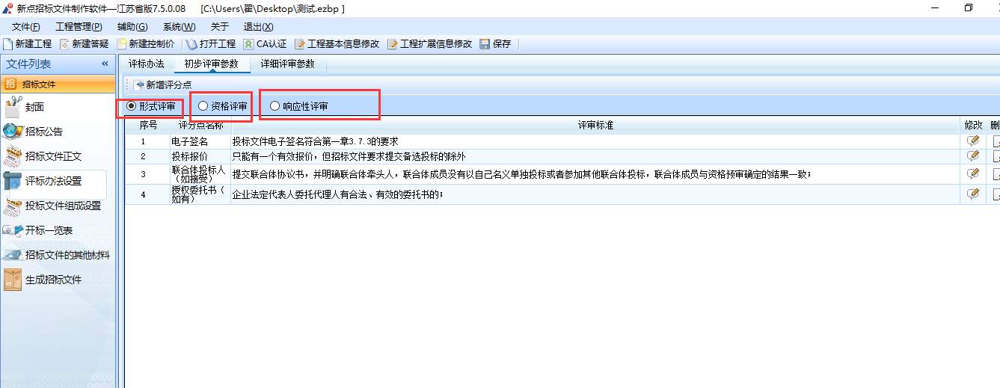 新点招标文件制作软件—江苏省版7.5.0.08 [C:\Users\翟\Desktop\测试.ezbp ]
文件(F) 工程管理(P) 辅助(G) 系统(W) 关于 退出(X)
新建工程 新建答疑 新建控制价 打开工程 CA认证 工程基本信息修改 工程扩展信息修改 保存
文件列表 «
招 招标文件
封面
招标公告
招标文件正文
评标办法设置
投标文件组成设置
开标一览表
招标文件的其他材料
生成招标文件
评标办法 初步评审参数 详细评审参数
新增评分点
形式评审 资格评审 响应性评审
序号 评分点名称 评审标准 修改 删
1 电子签名 投标文件电子签名符合第一章3.7.3的要求
2 投标报价 只能有一个有效报价，但招标文件要求提交备选投标的除外
3 联合体投标人
（如接受） 提交联合体协议书，并明确联合体牵头人，联合体成员没有以自己名义单独投标或者参加其他联合体投标，联合体成员与资格预审确定的结果一致；
4 授权委托书（
如有） 企业法定代表人委托代理人有合法、有效的委托书的；